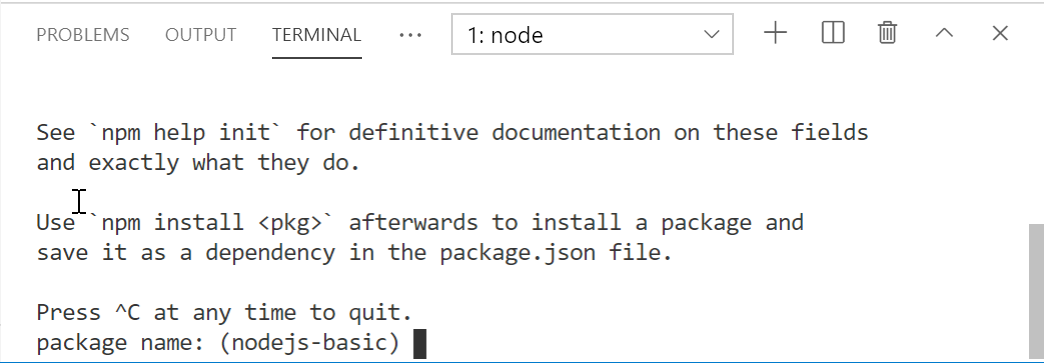 PROBLEMS OUTPUT TERMINAL ... 1: node
See `npm help init` for definitive documentation on these fields
and exactly what they do.
Use `npm install <pkg>` afterwards to install a package and
save it as a dependency in the package.json file.
Press ^C at any time to quit.
package name: (nodejs-basic)